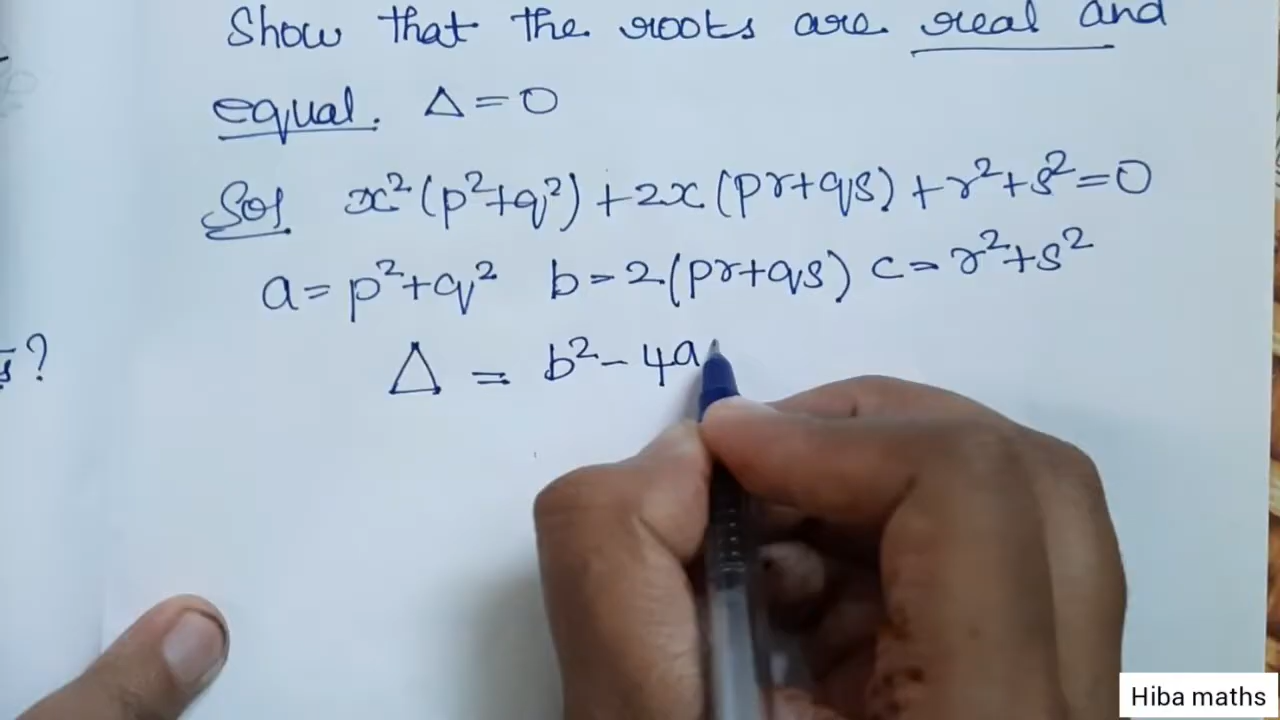 Show that the roots are real and
equal. Δ=0
Sol x²(p²+q²)+2x(pr+qs)+r²+s²=0
a=p²+q² b=2(pr+qs) c=r²+s²
?
Δ = b²-4a
Hiba maths